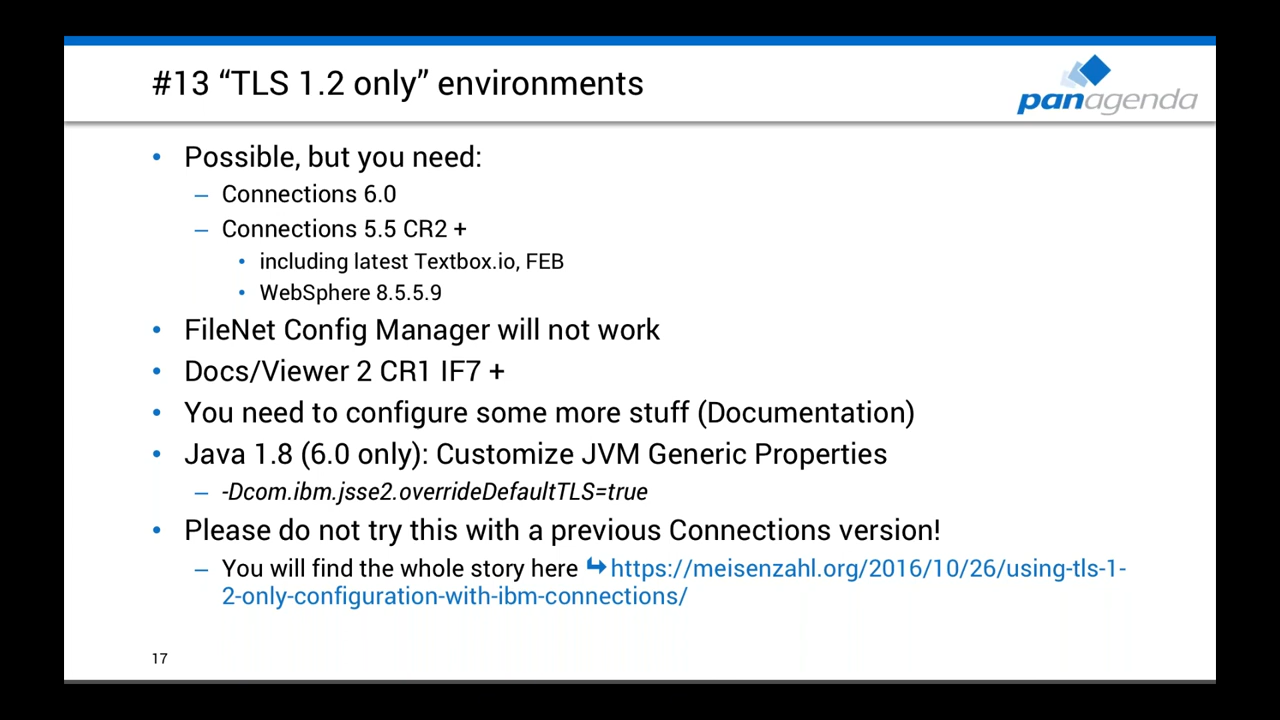 #13 “TLS 1.2 only” environments
panagenda
• Possible, but you need:
– Connections 6.0
– Connections 5.5 CR2 +
• including latest Textbox.io, FEB
• WebSphere 8.5.5.9
• FileNet Config Manager will not work
• Docs/Viewer 2 CR1 IF7 +
• You need to configure some more stuff (Documentation)
• Java 1.8 (6.0 only): Customize JVM Generic Properties
– -Dcom.ibm.jsse2.overrideDefaultTLS=true
• Please do not try this with a previous Connections version!
– You will find the whole story here ↪https://meisenzahl.org/2016/10/26/using-tls-1-
2-only-configuration-with-ibm-connections/
17